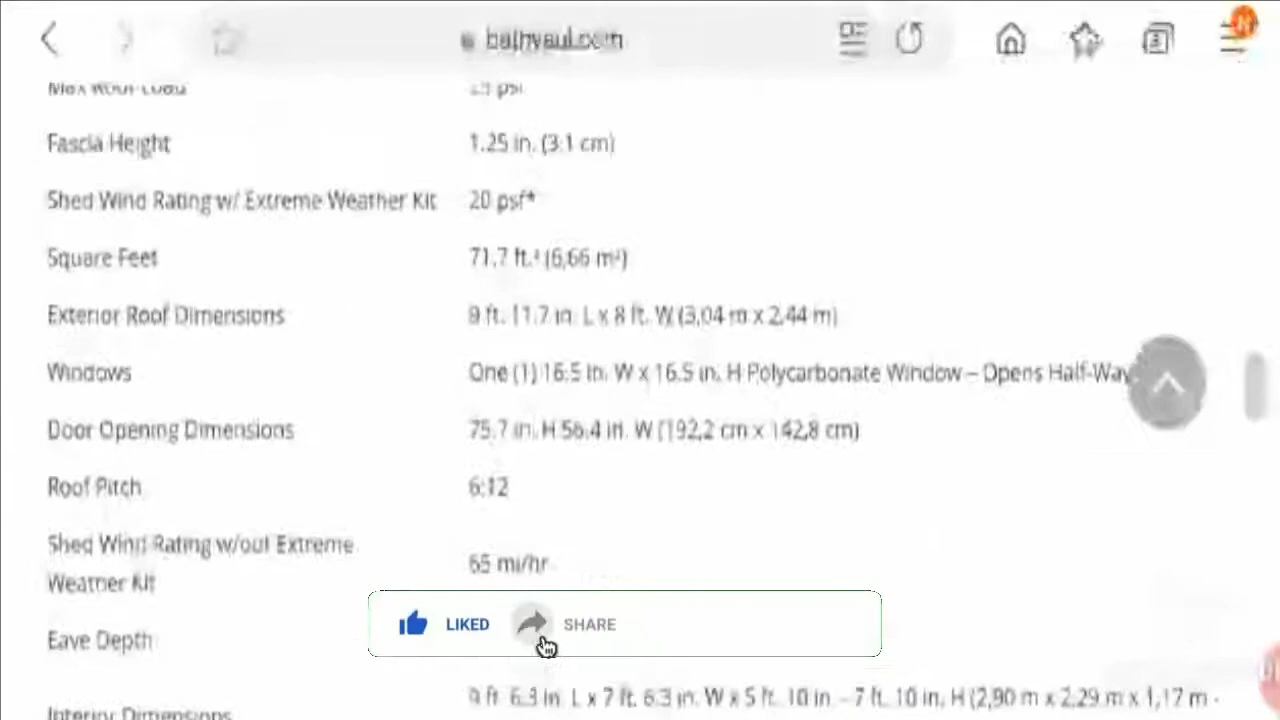 Fascia Height 1.25 in. (3.1 cm)
Shed Wind Rating w/ Extreme Weather Kit 20 psf*
Square Feet 71.7 ft.² (6,66 m²)
Exterior Roof Dimensions 9 ft. 11.7 in. L x 8 ft. W (3,04 m x 2,44 m)
Windows One (1) 16.5 in. W x 16.5 in. H Polycarbonate Window – Opens Half-Way
Door Opening Dimensions 75.7 in. H 56.4 in. W (192,2 cm x 142,8 cm)
Roof Pitch 6:12
Shed Wind Rating w/out Extreme
Weather Kit 65 mi/hr
LIKED SHARE
Eave Depth
Interior Dimensions 9 ft. 6.3 in. L x 7 ft. 6.3 in. W x 5 ft. 10 in. – 7 ft. 10 in. H (2,90 m x 2,29 m x 1,17 m -